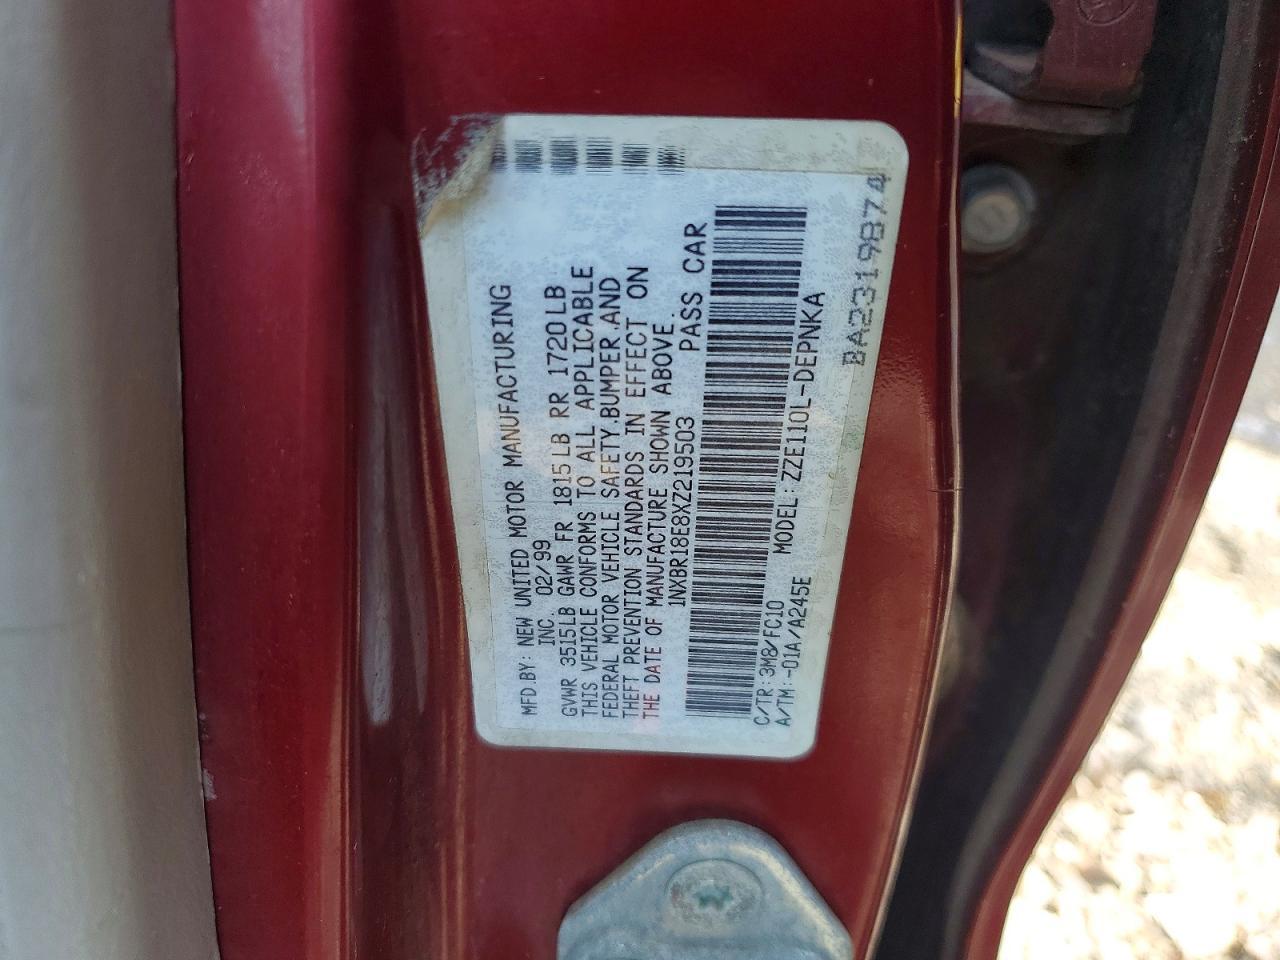 MFD.BY: NEW UNITED MOTOR MANUFACTURING
INC. 02/99
GVWR 3515LB GAWR FR 1815LB RR 1720LB
THIS VEHICLE CONFORMS TO ALL APPLICABLE
FEDERAL MOTOR VEHICLE SAFETY.BUMPER.AND
THEFT PREVENTION STANDARDS IN EFFECT ON
THE DATE OF MANUFACTURE SHOWN ABOVE.
1NXBR18E8XZ219503 PASS CAR
C/TR:3M8/FC10 MODEL:ZZE110L-DEPNKA
A/TM:-01A/A245E
BA2319874